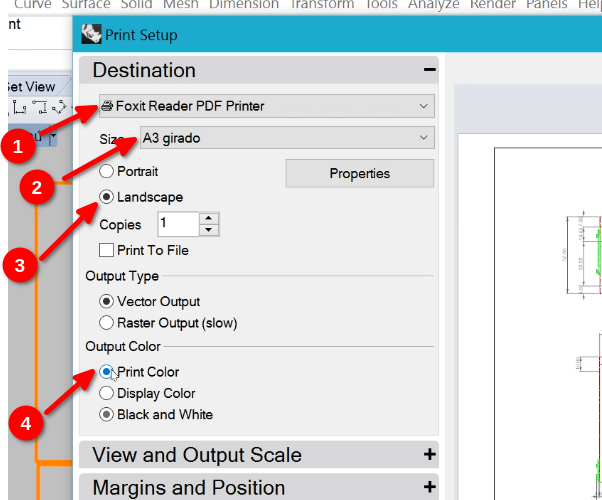 Curve Surface Solid Mesh Dimension Transform Tools Analyze Render Panels Help
nt
Print Setup
Set View
Destination
Foxit Reader PDF Printer
1
Size
A3 girado
2
Portrait
Properties
Landscape
Copies
1
3
Print To File
Output Type
Vector Output
Raster Output (slow)
Output Color
Print Color
4
Display Color
Black and White
View and Output Scale
Margins and Position